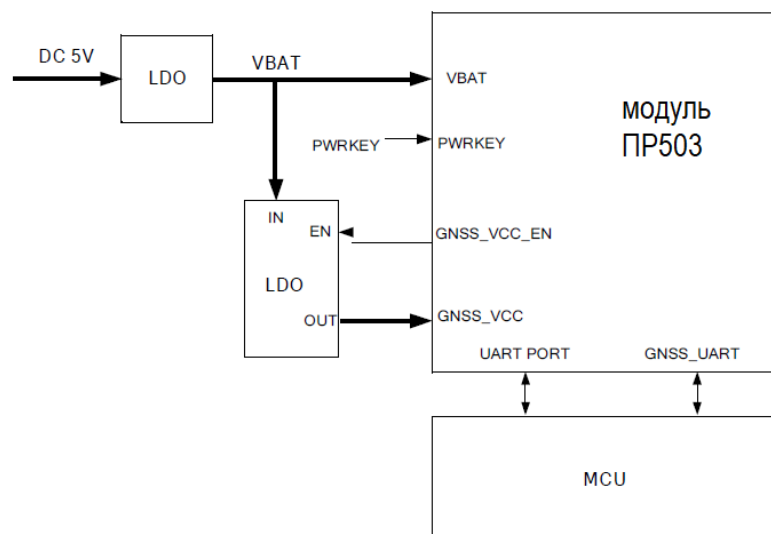 DC 5V
LDO
VBAT
VBAT
модуль
ПР503
PWRKEY
PWRKEY
IN
EN
GNSS_VCC_EN
LDO
OUT
GNSS_VCC
UART PORT
GNSS_UART
MCU